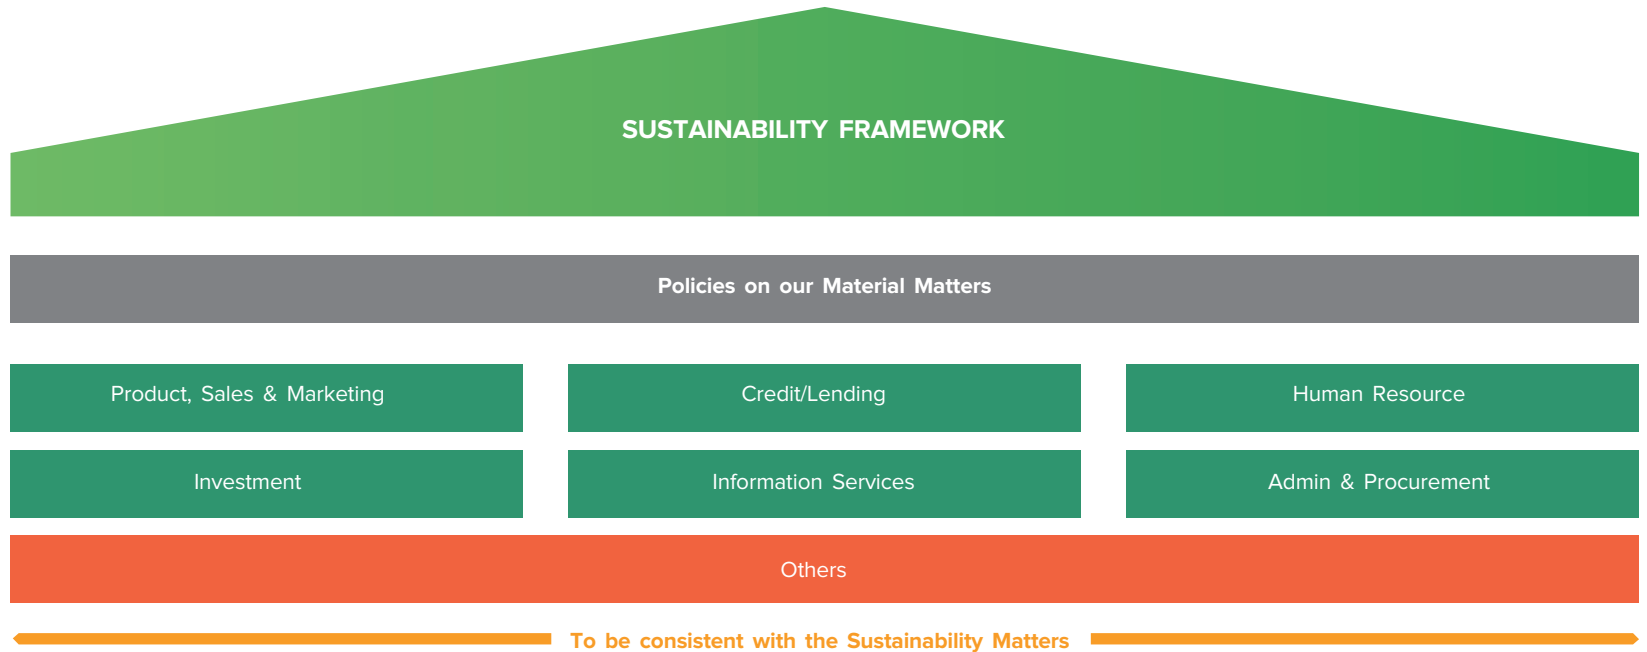 SUSTAINABILITY FRAMEWORK
Policies on our Material Matters
Product, Sales & Marketing
Credit/Lending
Human Resource
Investment
Information Services
Admin & Procurement
Others
To be consistent with the Sustainability Matters